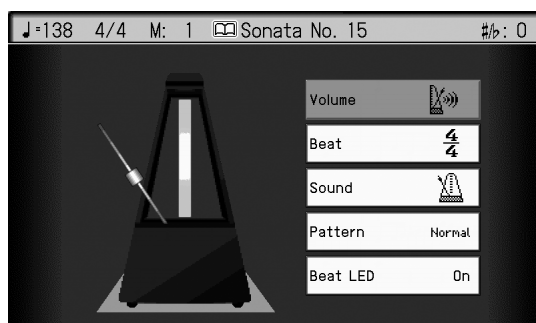 ♩=138 4/4 M: 1 Sonata No. 15 ♯/♭: 0
Volume
Beat 4/4
Sound
Pattern Normal
Beat LED On